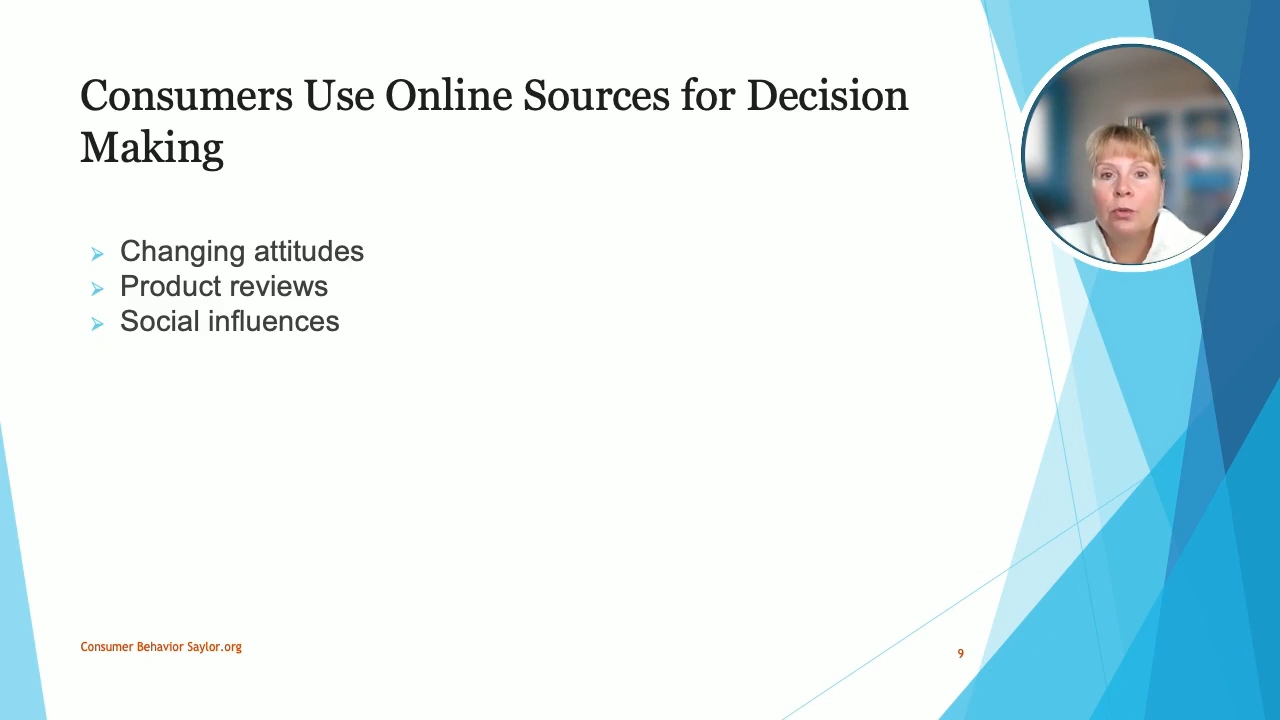 Consumers Use Online Sources for Decision
Making
Changing attitudes
Product reviews
Social influences
Consumer Behavior Saylor.org
9